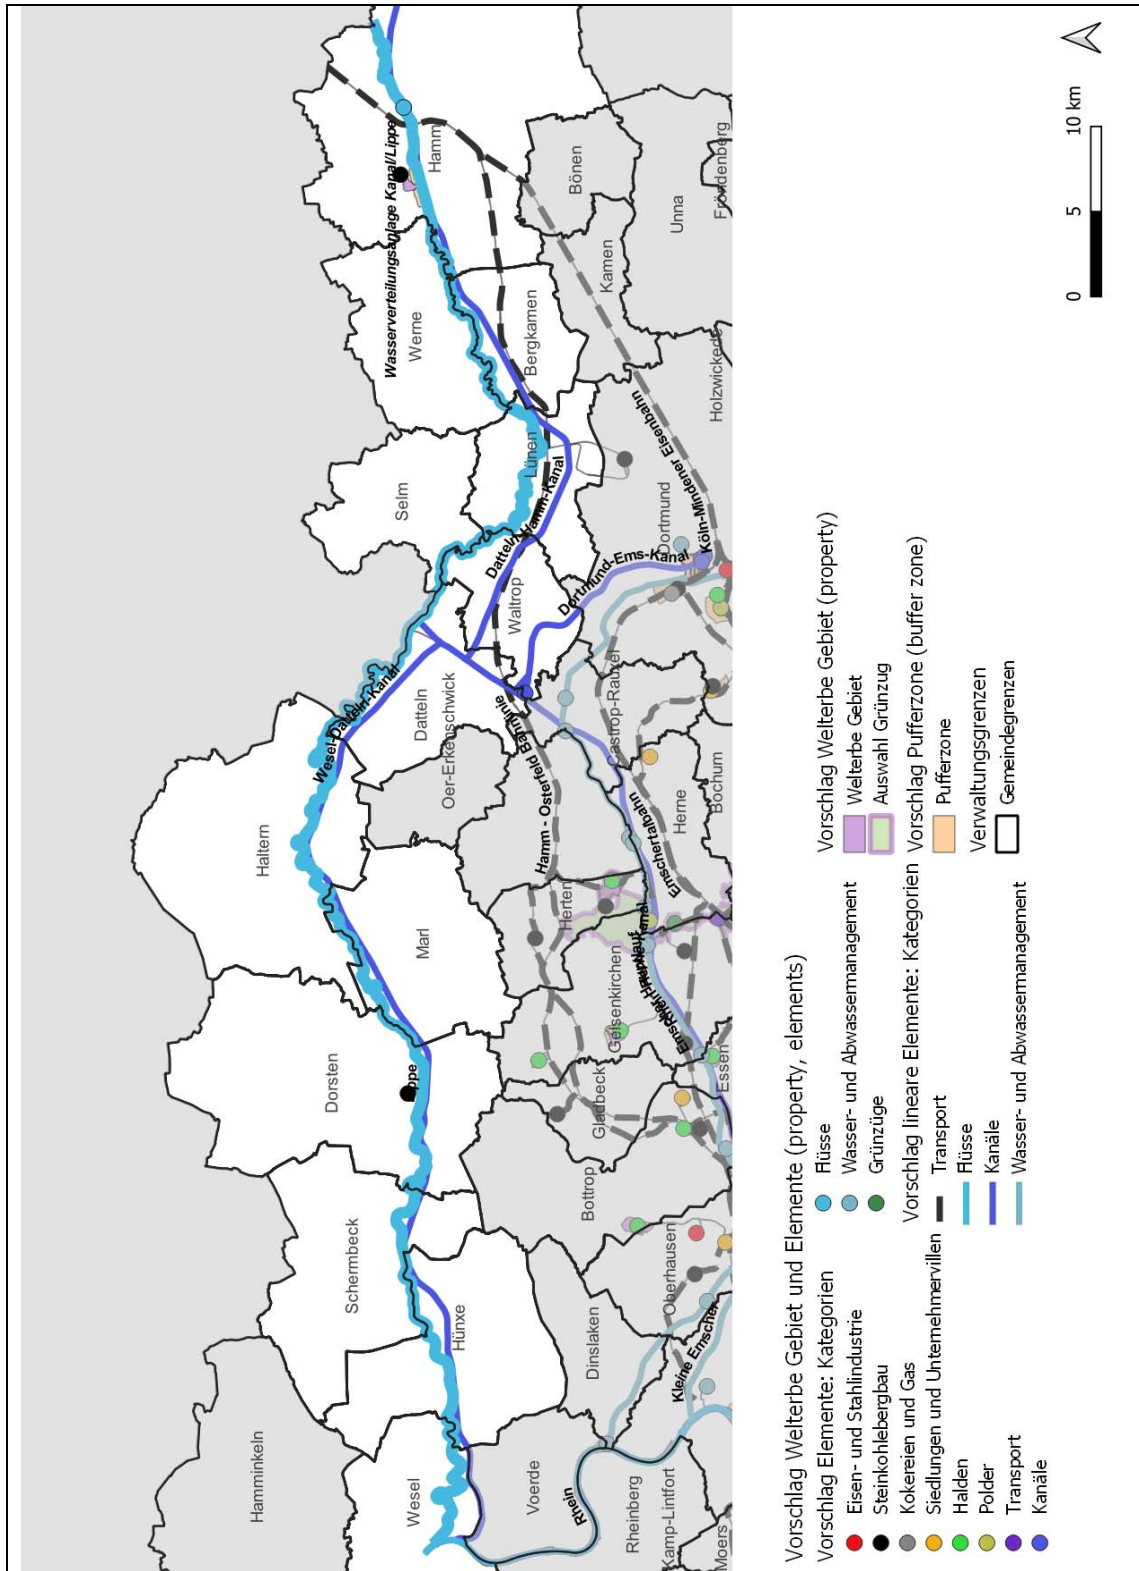 Hamminkeln
Wesel
Voerde
Rhein
Rheinberg
Kamp-Lintfort
Moers
Schermbeck
Hünxe
Dinslaken
Oberhausen
Kleine Emscher
Bottrop
Dorsten
ppe
Gladbeck
Gelsenkirchen
Essen
Marl
Herten
Haltern
Wesel-Datteln-Kanal
Datteln
Oer-Erkenschwick
Hamm - Osterfeld Bahnlinie
Castrop-Rauxel
Emschertalbahn
Herne
Bochum
Selm
Waltrop
Datteln-Hamm-Kanal
Dortmund-Ems-Kanal
Lünen
Dortmund
Köln-Mindener Eisenbahn
Werne
Bergkamen
Kamen
Holzwickede
Wasserverteilungsanlage Kanal/Lippe
Hamm
Bönen
Unna
Fröndenberg
0 5 10 km
Vorschlag Welterbe Gebiet und Elemente (property, elements)
Vorschlag Elemente: Kategorien
Eisen- und Stahlindustrie
Steinkohlebergbau
Kokereien und Gas
Siedlungen und Unternehmervillen
Halden
Polder
Transport
Kanäle
Flüsse
Wasser- und Abwassermanagement
Grünzüge
Vorschlag lineare Elemente: Kategorien
Transport
Flüsse
Kanäle
Wasser- und Abwassermanagement
Vorschlag Welterbe Gebiet (property)
Welterbe Gebiet
Auswahl Grünzug
Vorschlag Pufferzone (buffer zone)
Pufferzone
Verwaltungsgrenzen
Gemeindegrenzen